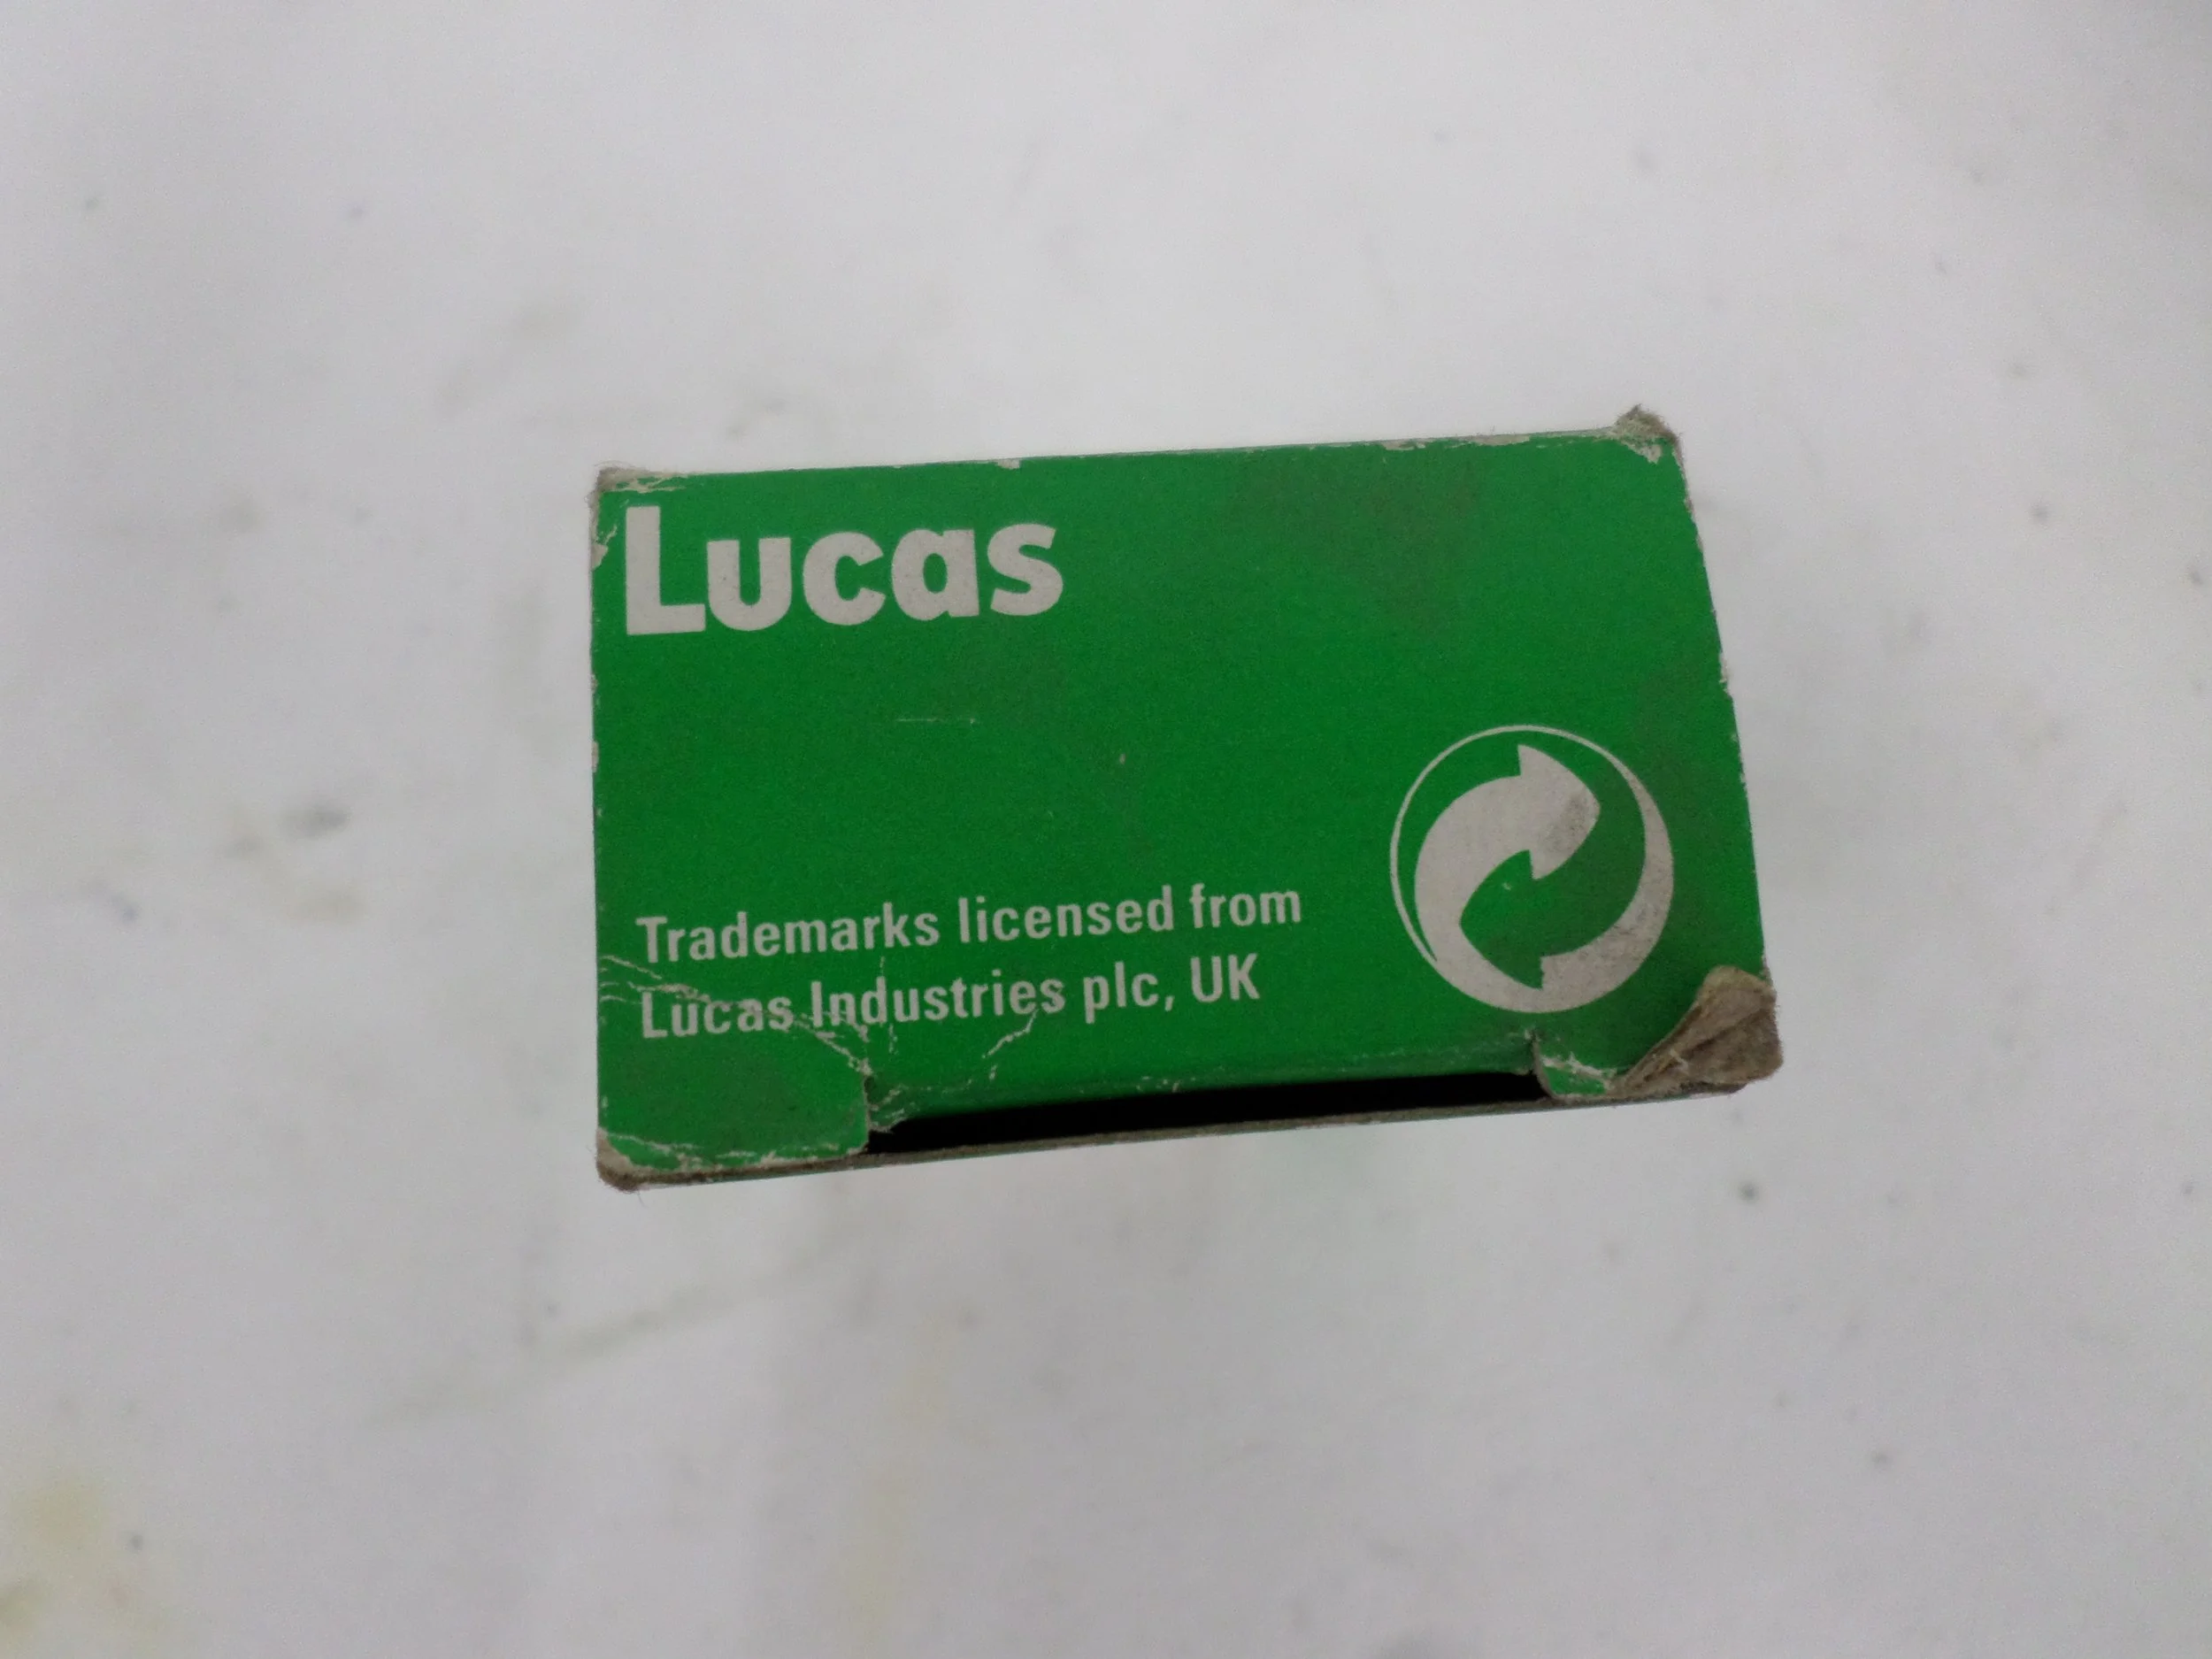 Lucas
Trademarks licensed from
Lucas Industries plc, UK